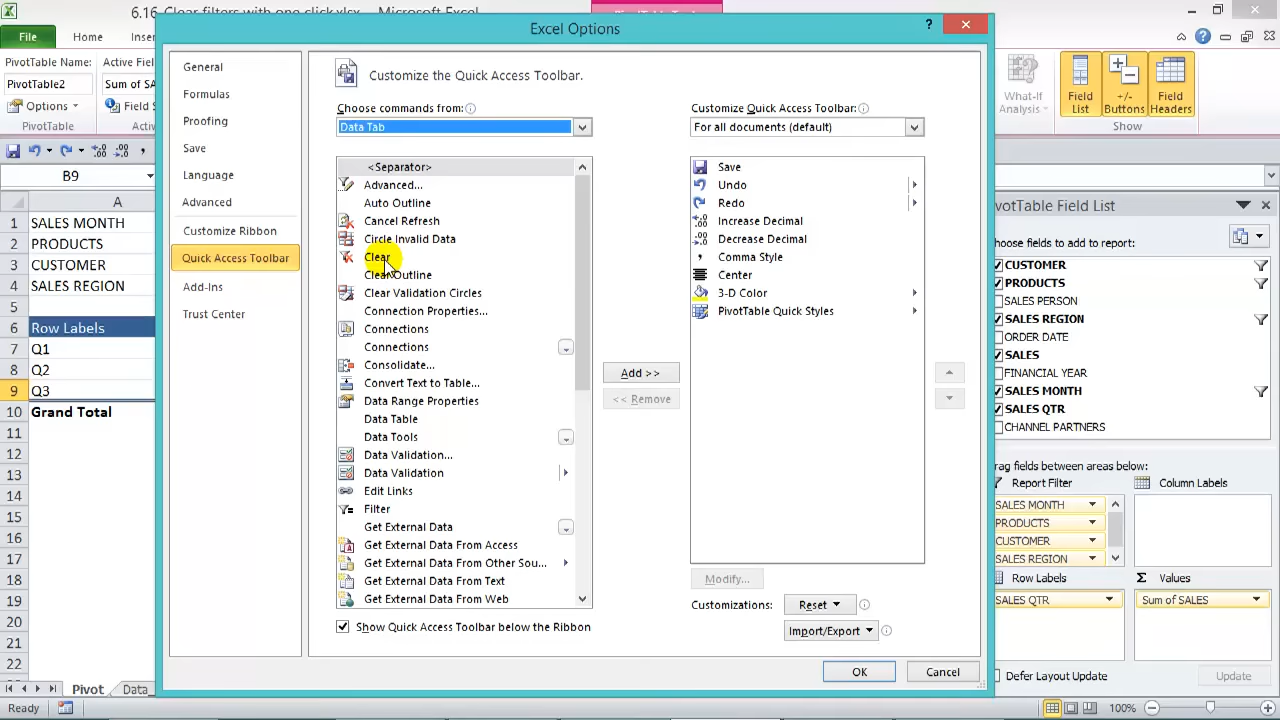 6.16 Clear filters with one click.xlsx - Microsoft Excel
Excel Options
File
Home
Inser
PivotTable Name:
PivotTable2
Options
PivotTable
Active Fiel
Sum of SA
Field S
B9
A
1 SALES MONTH
2 PRODUCTS
3 CUSTOMER
4 SALES REGION
5
6 Row Labels
7 Q1
8 Q2
9 Q3
10 Grand Total
11
12
13
14
15
16
17
18
19
20
21
22
Pivot
Data
Ready
General
Formulas
Proofing
Save
Language
Advanced
Customize Ribbon
Quick Access Toolbar
Add-Ins
Trust Center
Customize the Quick Access Toolbar.
Choose commands from:
Data Tab
<Separator>
Advanced...
Auto Outline
Cancel Refresh
Circle Invalid Data
Clear
Clear Outline
Clear Validation Circles
Connection Properties...
Connections
Connections
Consolidate...
Convert Text to Table...
Data Range Properties
Data Table
Data Tools
Data Validation...
Data Validation
Edit Links
Filter
Get External Data
Get External Data From Access
Get External Data From Other Sou...
Get External Data From Text
Get External Data From Web
Show Quick Access Toolbar below the Ribbon
Add >>
<< Remove
Customize Quick Access Toolbar:
For all documents (default)
Save
Undo
Redo
Increase Decimal
Decrease Decimal
Comma Style
Center
3-D Color
PivotTable Quick Styles
Modify...
Customizations:
Reset
Import/Export
OK
Cancel
What-If
Analysis
Field
List
+/-
Buttons
Field
Headers
Show
ivotTable Field List
hoose fields to add to report:
CUSTOMER
PRODUCTS
SALES PERSON
SALES REGION
ORDER DATE
SALES
FINANCIAL YEAR
SALES MONTH
SALES QTR
CHANNEL PARTNERS
rag fields between areas below:
Report Filter
Column Labels
SALES MONTH
PRODUCTS
CUSTOMER
SALES REGION
Row Labels
Σ Values
SALES QTR
Sum of SALES
Defer Layout Update
Update
100%